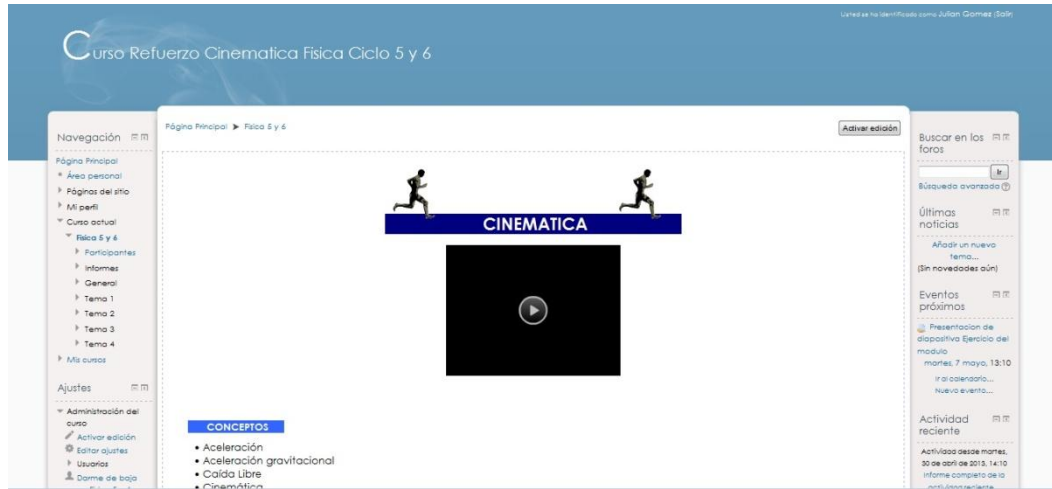 Usted se ha identificado como Julian Gomez (Salir)
Curso Refuerzo Cinematica Fisica Ciclo 5 y 6
Navegación
Página Principal
Área personal
Páginas del sitio
Mi perfil
Curso actual
Fisica 5 y 6
Participantes
Informes
General
Tema 1
Tema 2
Tema 3
Tema 4
Mis cursos
Ajustes
Administración del
curso
Activar edición
Editar ajustes
Usuarios
Darme de baja
Página Principal ► Fisica 5 y 6
Activar edición
CINEMATICA
CONCEPTOS
• Aceleración
• Aceleración gravitacional
• Caída Libre
• Cinemática
Buscar en los
foros
Ir
Búsqueda avanzada
Últimas
noticias
Añadir un nuevo
tema...
(Sin novedades aún)
Eventos
próximos
Presentacion de
diapositiva Ejercicio del
modulo
martes, 7 mayo, 13:10
Ir al calendario...
Nuevo evento...
Actividad
reciente
Actividad desde martes,
30 de abril de 2013, 14:10
Informe completo de la
actividad reciente